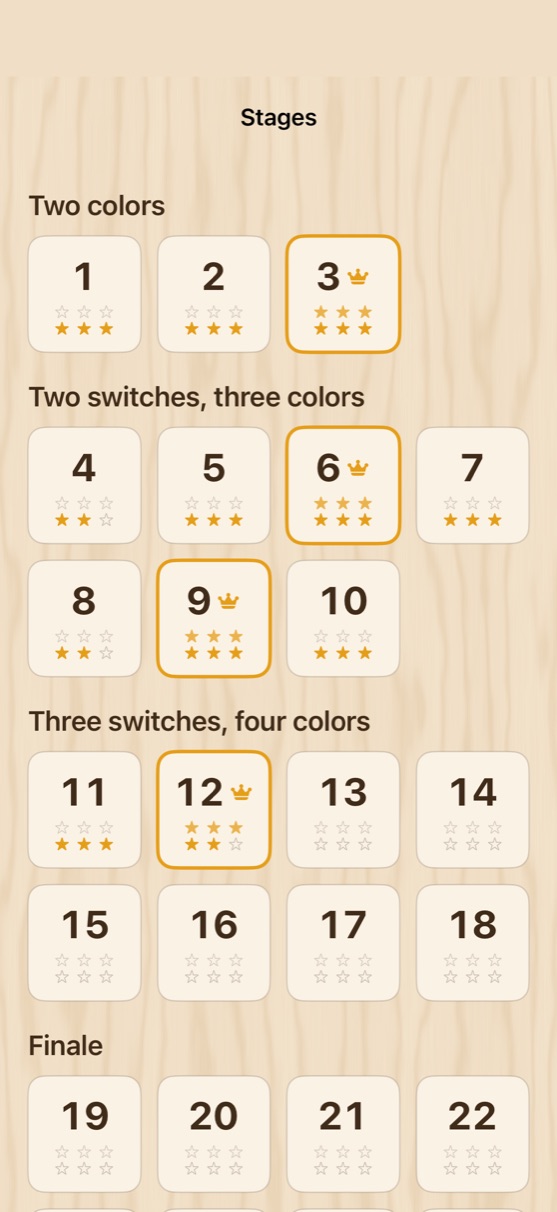 Stages
Two colors
1 2 3
Two switches, three colors
4 5 6 7
8 9 10
Three switches, four colors
11 12 13 14
15 16 17 18
Finale
19 20 21 22